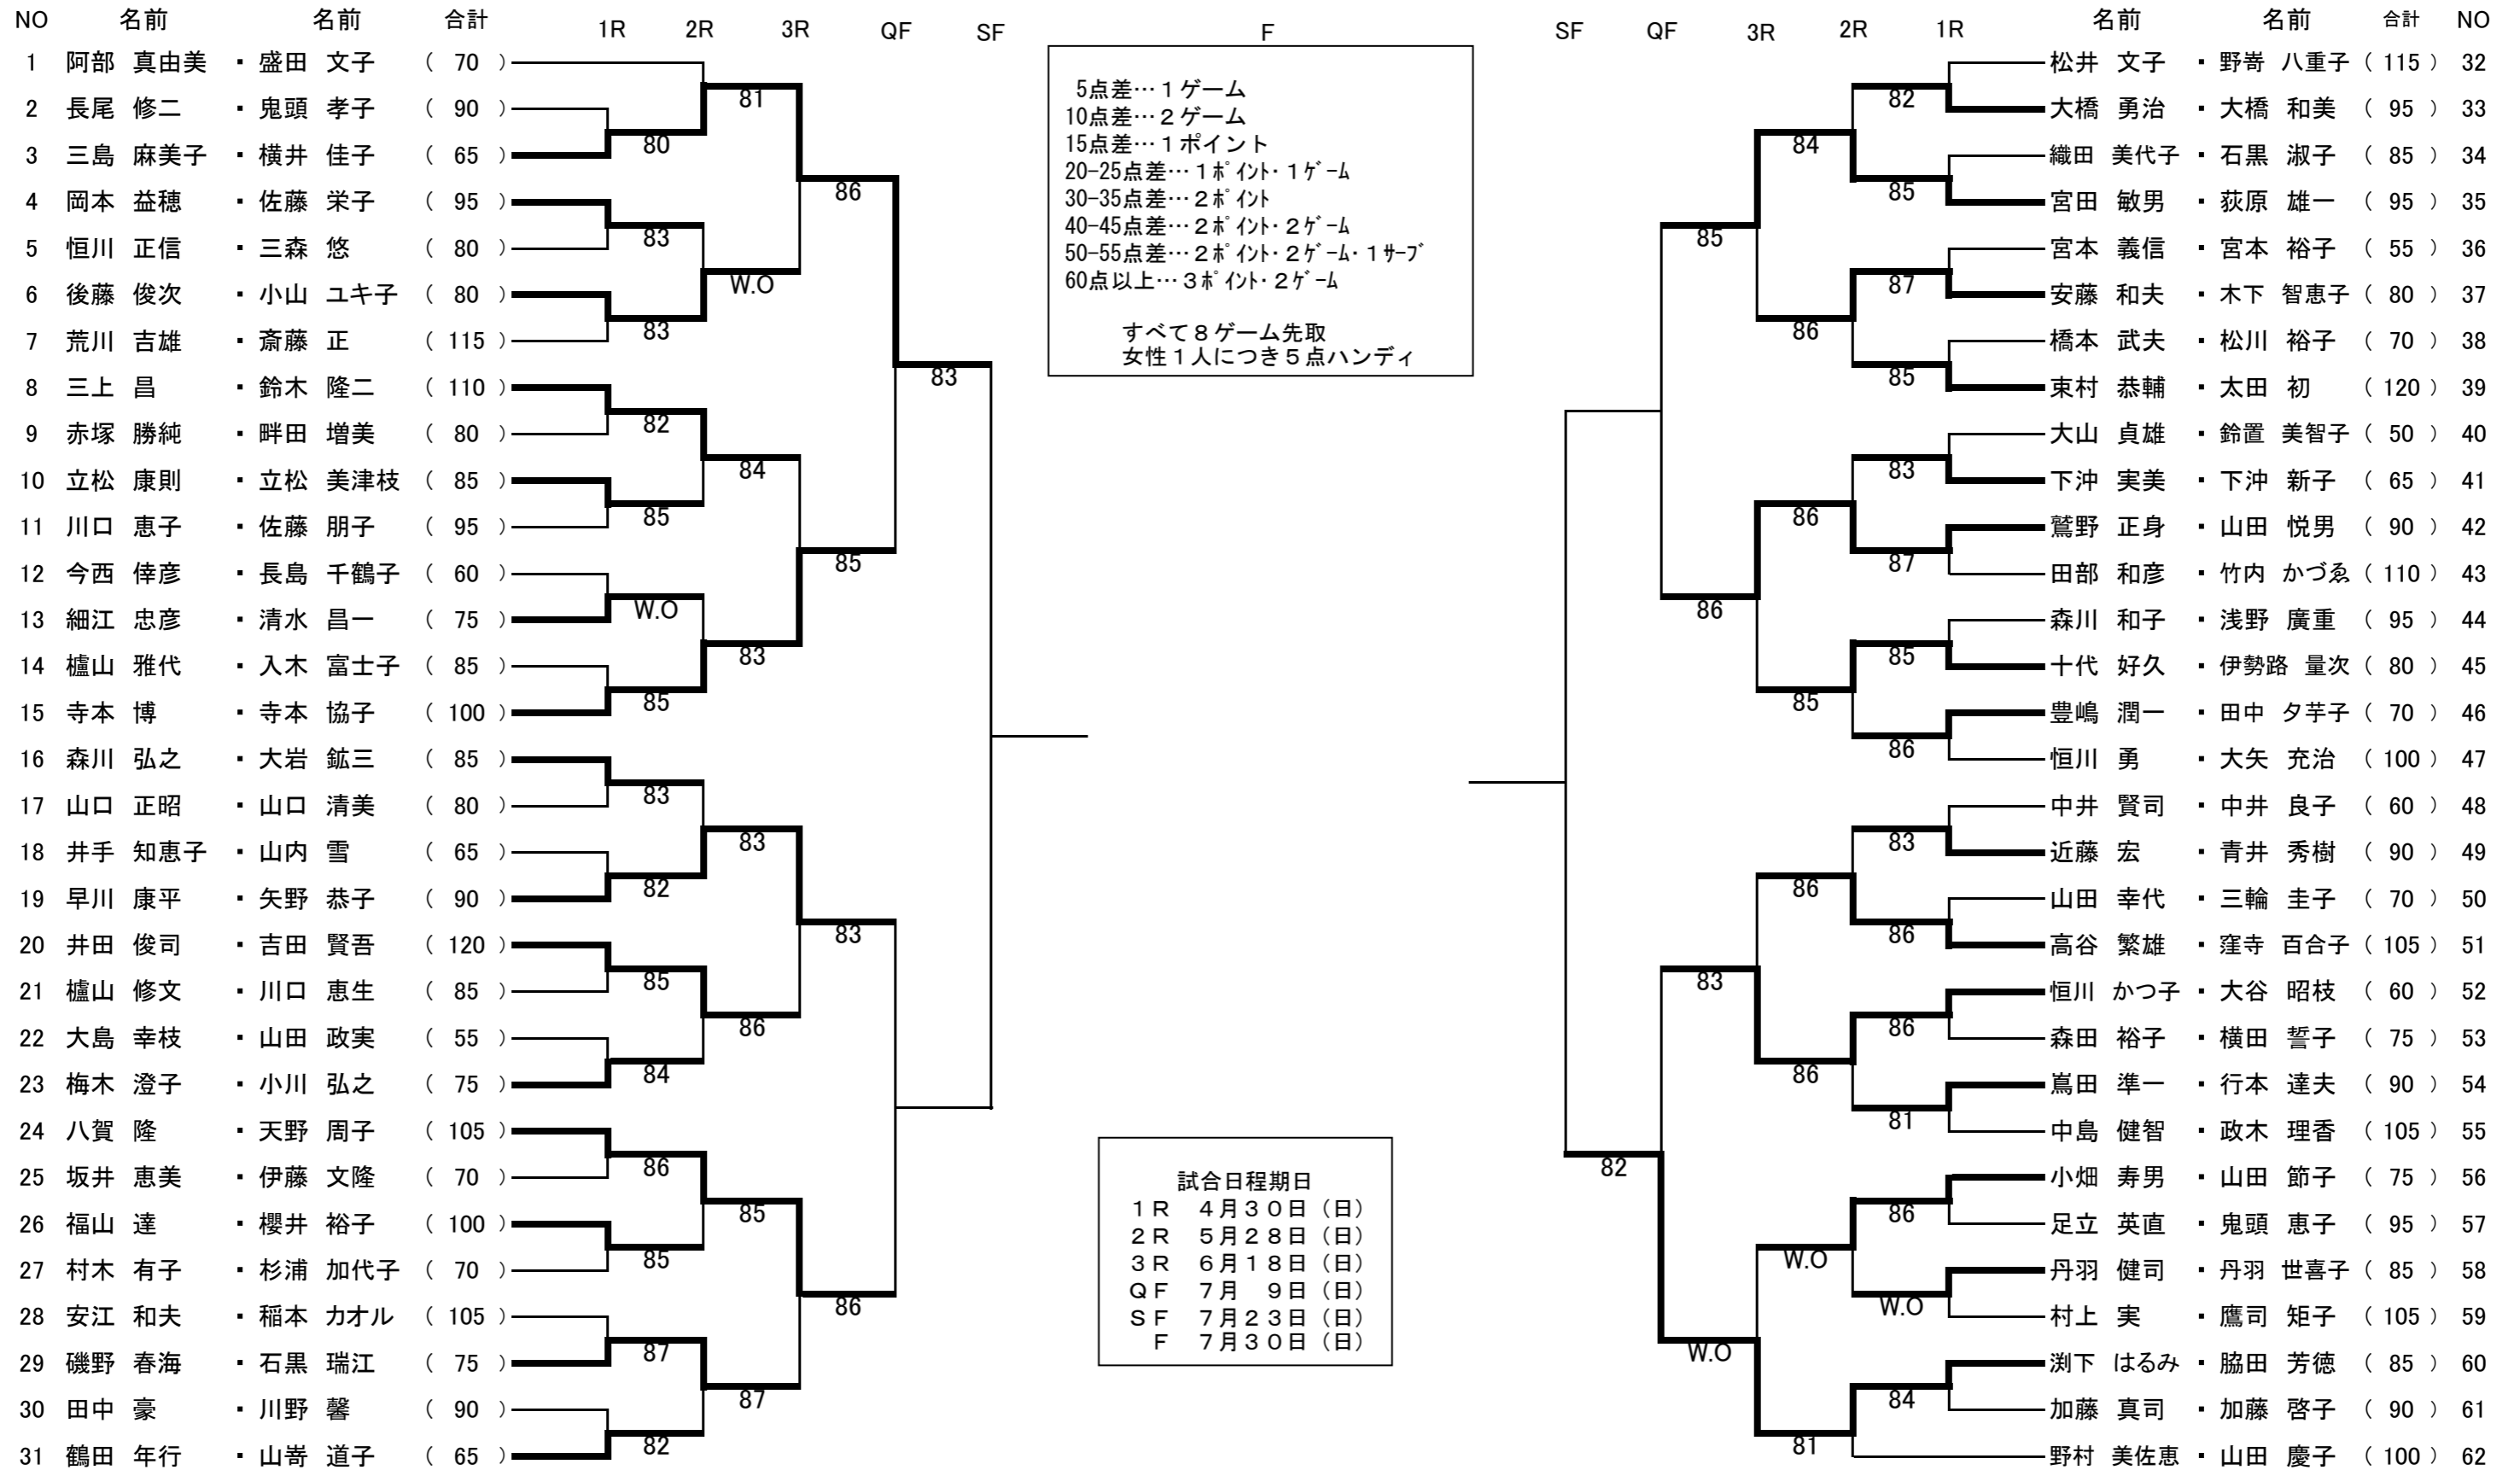 NO 名前 名前 合計 1R 2R 3R QF SF F SF QF 3R 2R 1R 名前 名前 合計 NO
1 阿部 真由美 ・ 盛田 文子 ( 70 )
2 長尾 修二 ・ 鬼頭 孝子 ( 90 )
3 三島 麻美子 ・ 横井 佳子 ( 65 )
4 岡本 益穂 ・ 佐藤 栄子 ( 95 )
5 恒川 正信 ・ 三森 悠 ( 80 )
6 後藤 俊次 ・ 小山 ユキ子 ( 80 )
7 荒川 吉雄 ・ 斎藤 正 ( 115 )
8 三上 昌 ・ 鈴木 隆二 ( 110 )
9 赤塚 勝純 ・ 畔田 増美 ( 80 )
10 立松 康則 ・ 立松 美津枝 ( 85 )
11 川口 恵子 ・ 佐藤 朋子 ( 95 )
12 今西 倖彦 ・ 長島 千鶴子 ( 60 )
13 細江 忠彦 ・ 清水 昌一 ( 75 )
14 櫨山 雅代 ・ 入木 富士子 ( 85 )
15 寺本 博 ・ 寺本 協子 ( 100 )
16 森川 弘之 ・ 大岩 鉱三 ( 85 )
17 山口 正昭 ・ 山口 清美 ( 80 )
18 井手 知恵子 ・ 山内 雪 ( 65 )
19 早川 康平 ・ 矢野 恭子 ( 90 )
20 井田 俊司 ・ 吉田 賢吾 ( 120 )
21 櫨山 修文 ・ 川口 恵生 ( 85 )
22 大島 幸枝 ・ 山田 政実 ( 55 )
23 梅木 澄子 ・ 小川 弘之 ( 75 )
24 八賀 隆 ・ 天野 周子 ( 105 )
25 坂井 恵美 ・ 伊藤 文隆 ( 70 )
26 福山 達 ・ 櫻井 裕子 ( 100 )
27 村木 有子 ・ 杉浦 加代子 ( 70 )
28 安江 和夫 ・ 稲本 カオル ( 105 )
29 磯野 春海 ・ 石黒 瑞江 ( 75 )
30 田中 豪 ・ 川野 馨 ( 90 )
31 鶴田 年行 ・ 山嵜 道子 ( 65 )
80
83
83
82
85
W.O
85
83
82
85
84
86
85
87
82
81
W.O
84
83
83
86
85
87
86
85
83
86
83
5点差…１ゲーム
10点差…２ゲーム
15点差…１ポイント
20-25点差…１ﾎﾟｲﾝﾄ・１ｹﾞｰﾑ
30-35点差…２ﾎﾟｲﾝﾄ
40-45点差…２ﾎﾟｲﾝﾄ・２ｹﾞｰﾑ
50-55点差…２ﾎﾟｲﾝﾄ・２ｹﾞｰﾑ・１ｻｰﾌﾞ
60点以上…３ﾎﾟｲﾝﾄ・２ｹﾞｰﾑ
すべて８ゲーム先取
女性１人につき５点ハンディ
試合日程期日
１Ｒ ４月３０日（日）
２Ｒ ５月２８日（日）
３Ｒ ６月１８日（日）
ＱＦ ７月 ９日（日）
ＳＦ ７月２３日（日）
Ｆ ７月３０日（日）
82
85
86
83
W.O
84
86
86
85
86
86
W.O
81
82
85
87
85
83
87
85
86
83
86
86
81
86
W.O
84
松井 文子 ・ 野嵜 八重子 ( 115 ) 32
大橋 勇治 ・ 大橋 和美 ( 95 ) 33
織田 美代子 ・ 石黒 淑子 ( 85 ) 34
宮田 敏男 ・ 荻原 雄一 ( 95 ) 35
宮本 義信 ・ 宮本 裕子 ( 55 ) 36
安藤 和夫 ・ 木下 智恵子 ( 80 ) 37
橋本 武夫 ・ 松川 裕子 ( 70 ) 38
束村 恭輔 ・ 太田 初 ( 120 ) 39
大山 貞雄 ・ 鈴置 美智子 ( 50 ) 40
下沖 実美 ・ 下沖 新子 ( 65 ) 41
鷲野 正身 ・ 山田 悦男 ( 90 ) 42
田部 和彦 ・ 竹内 かづゑ ( 110 ) 43
森川 和子 ・ 浅野 廣重 ( 95 ) 44
十代 好久 ・ 伊勢路 量次 ( 80 ) 45
豊嶋 潤一 ・ 田中 夕芋子 ( 70 ) 46
恒川 勇 ・ 大矢 充治 ( 100 ) 47
中井 賢司 ・ 中井 良子 ( 60 ) 48
近藤 宏 ・ 青井 秀樹 ( 90 ) 49
山田 幸代 ・ 三輪 圭子 ( 70 ) 50
高谷 繁雄 ・ 窪寺 百合子 ( 105 ) 51
恒川 かつ子 ・ 大谷 昭枝 ( 60 ) 52
森田 裕子 ・ 横田 誓子 ( 75 ) 53
嶌田 準一 ・ 行本 達夫 ( 90 ) 54
中島 健智 ・ 政木 理香 ( 105 ) 55
小畑 寿男 ・ 山田 節子 ( 75 ) 56
足立 英直 ・ 鬼頭 恵子 ( 95 ) 57
丹羽 健司 ・ 丹羽 世喜子 ( 85 ) 58
村上 実 ・ 鷹司 矩子 ( 105 ) 59
渕下 はるみ ・ 脇田 芳徳 ( 85 ) 60
加藤 真司 ・ 加藤 啓子 ( 90 ) 61
野村 美佐恵 ・ 山田 慶子 ( 100 ) 62